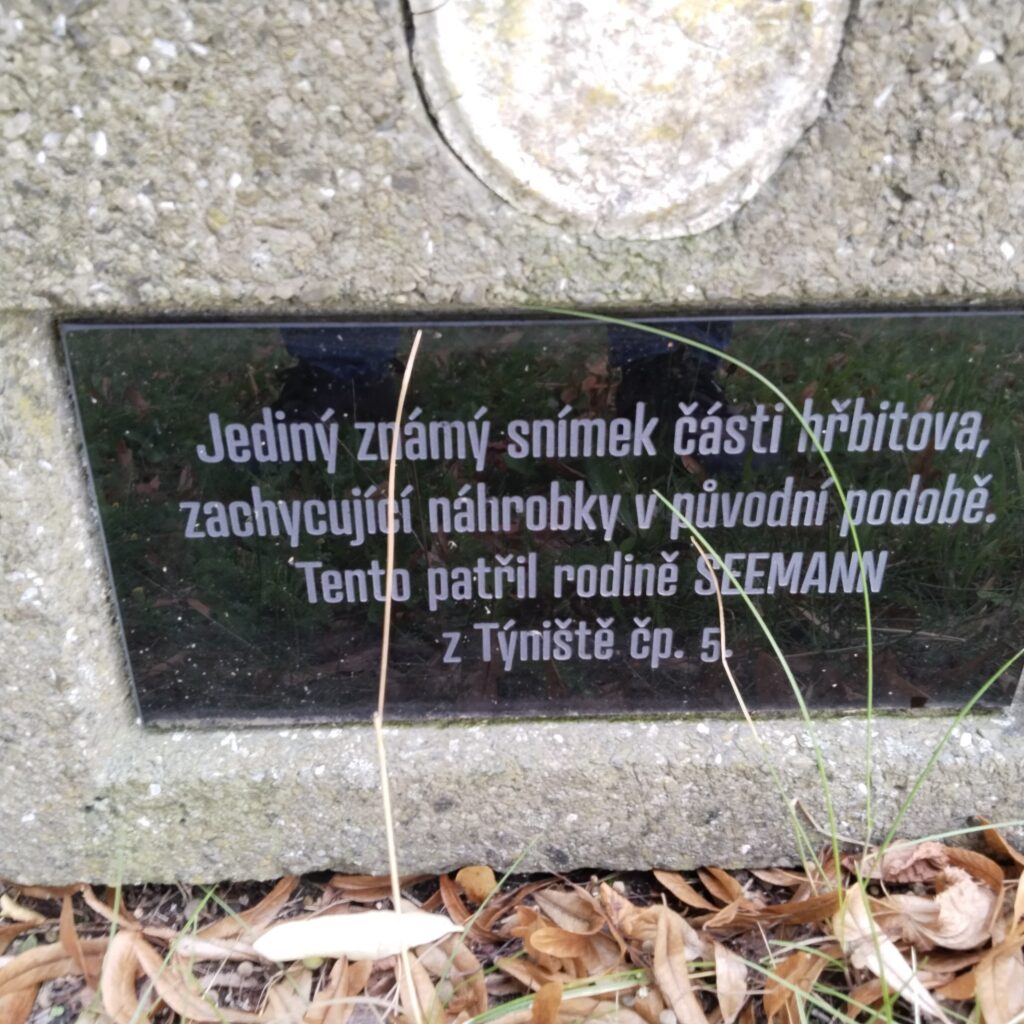 Jediný známý snímek části hřbitova,
zachycující náhrobky v původní podobě.
Tento patřil rodině SEEMANN
z Týniště čp. 5.